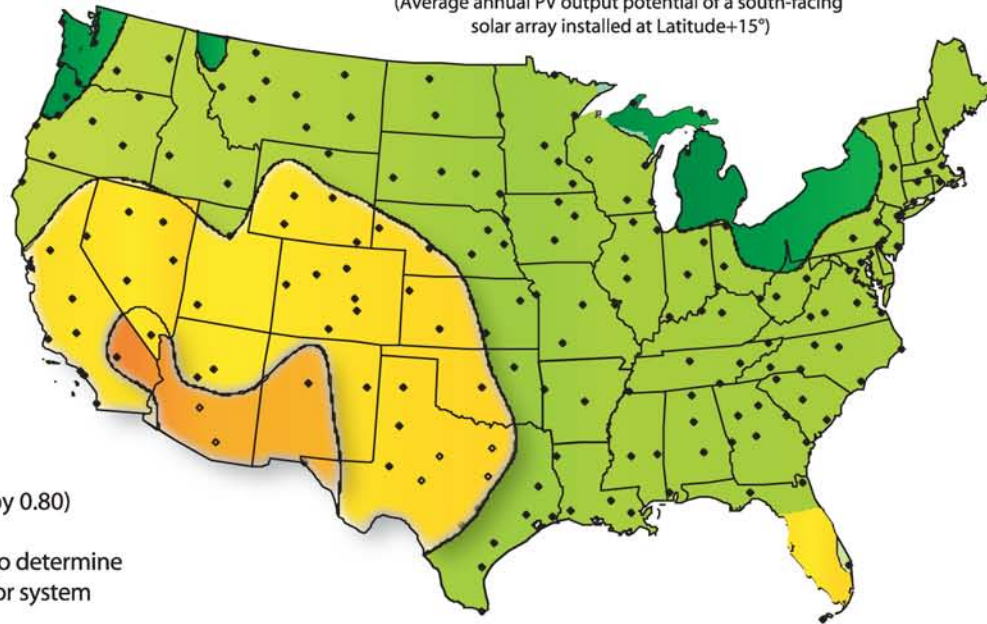 (Average annual PV output potential of a south-facing
solar array installed at Latitude+15°)
by 0.80)
to determine
or system